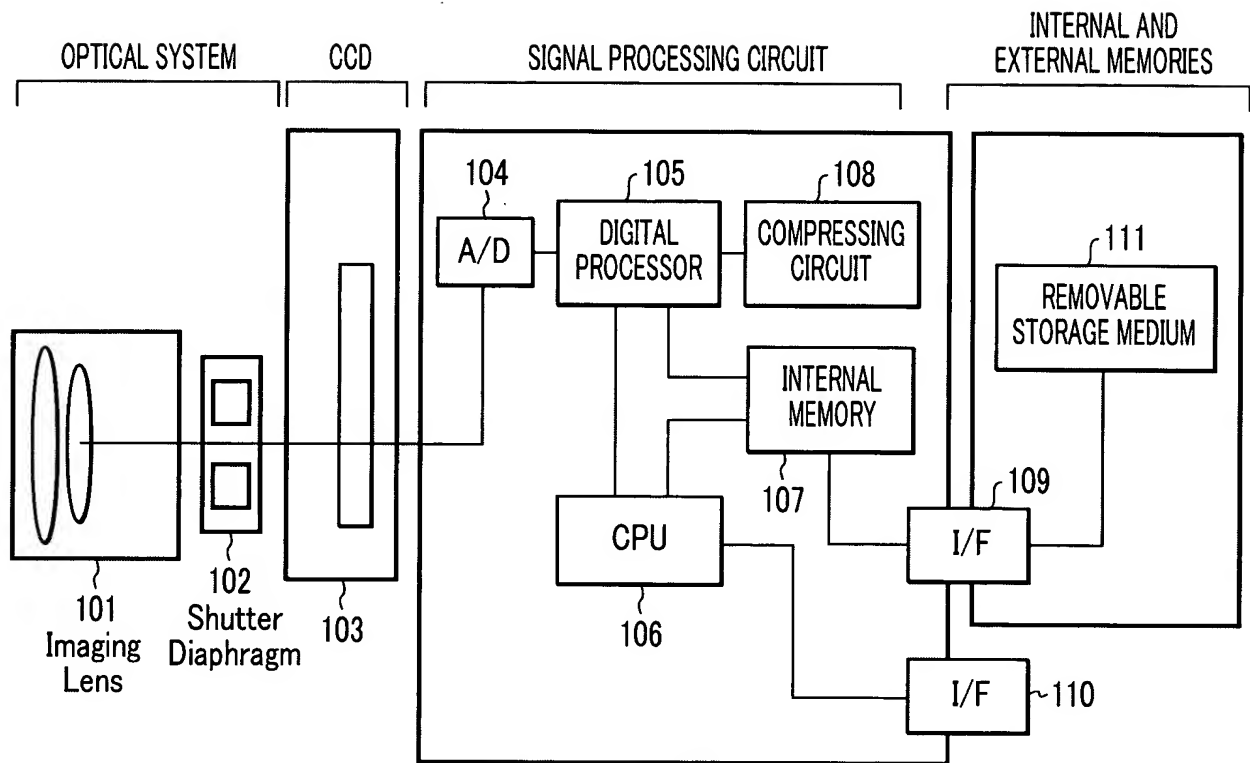 OPTICAL SYSTEM
CCD
SIGNAL PROCESSING CIRCUIT
INTERNAL AND
EXTERNAL MEMORIES
104
A/D
105
DIGITAL
PROCESSOR
108
COMPRESSING
CIRCUIT
111
REMOVABLE
STORAGE MEDIUM
INTERNAL
MEMORY
107
CPU
106
109
I/F
I/F
110
101
Imaging
Lens
102
Shutter
Diaphragm
103